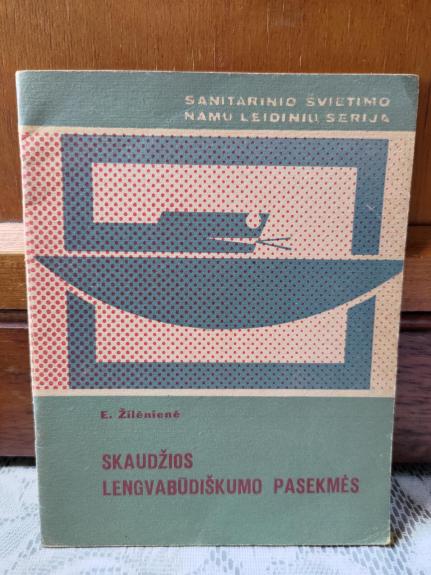 SANITARINIO ŠVIETIMO
NAMŲ LEIDINIŲ SERIJA
E. Žilėnienė
SKAUDŽIOS
LENGVABŪDIŠKUMO PASEKMĖS